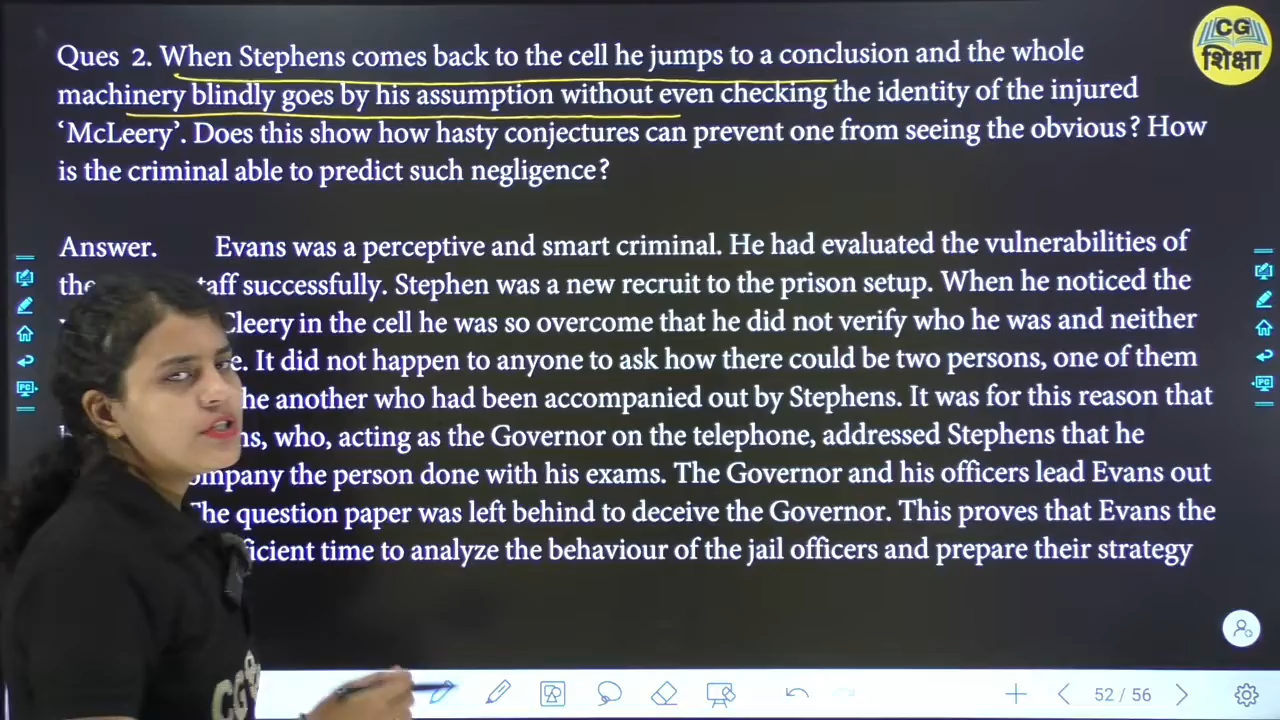 Ques 2. When Stephens comes back to the cell he jumps to a conclusion and the whole
machinery blindly goes by his assumption without even checking the identity of the injured
‘McLeery’. Does this show how hasty conjectures can prevent one from seeing the obvious? How
is the criminal able to predict such negligence?
CG
शिक्षा
Answer. Evans was a perceptive and smart criminal. He had evaluated the vulnerabilities of
the taff successfully. Stephen was a new recruit to the prison setup. When he noticed the
Cleery in the cell he was so overcome that he did not verify who he was and neither
e. It did not happen to anyone to ask how there could be two persons, one of them
he another who had been accompanied out by Stephens. It was for this reason that
ns, who, acting as the Governor on the telephone, addressed Stephens that he
ompany the person done with his exams. The Governor and his officers lead Evans out
he question paper was left behind to deceive the Governor. This proves that Evans the
ficient time to analyze the behaviour of the jail officers and prepare their strategy
PC
PC
CG
52 / 56